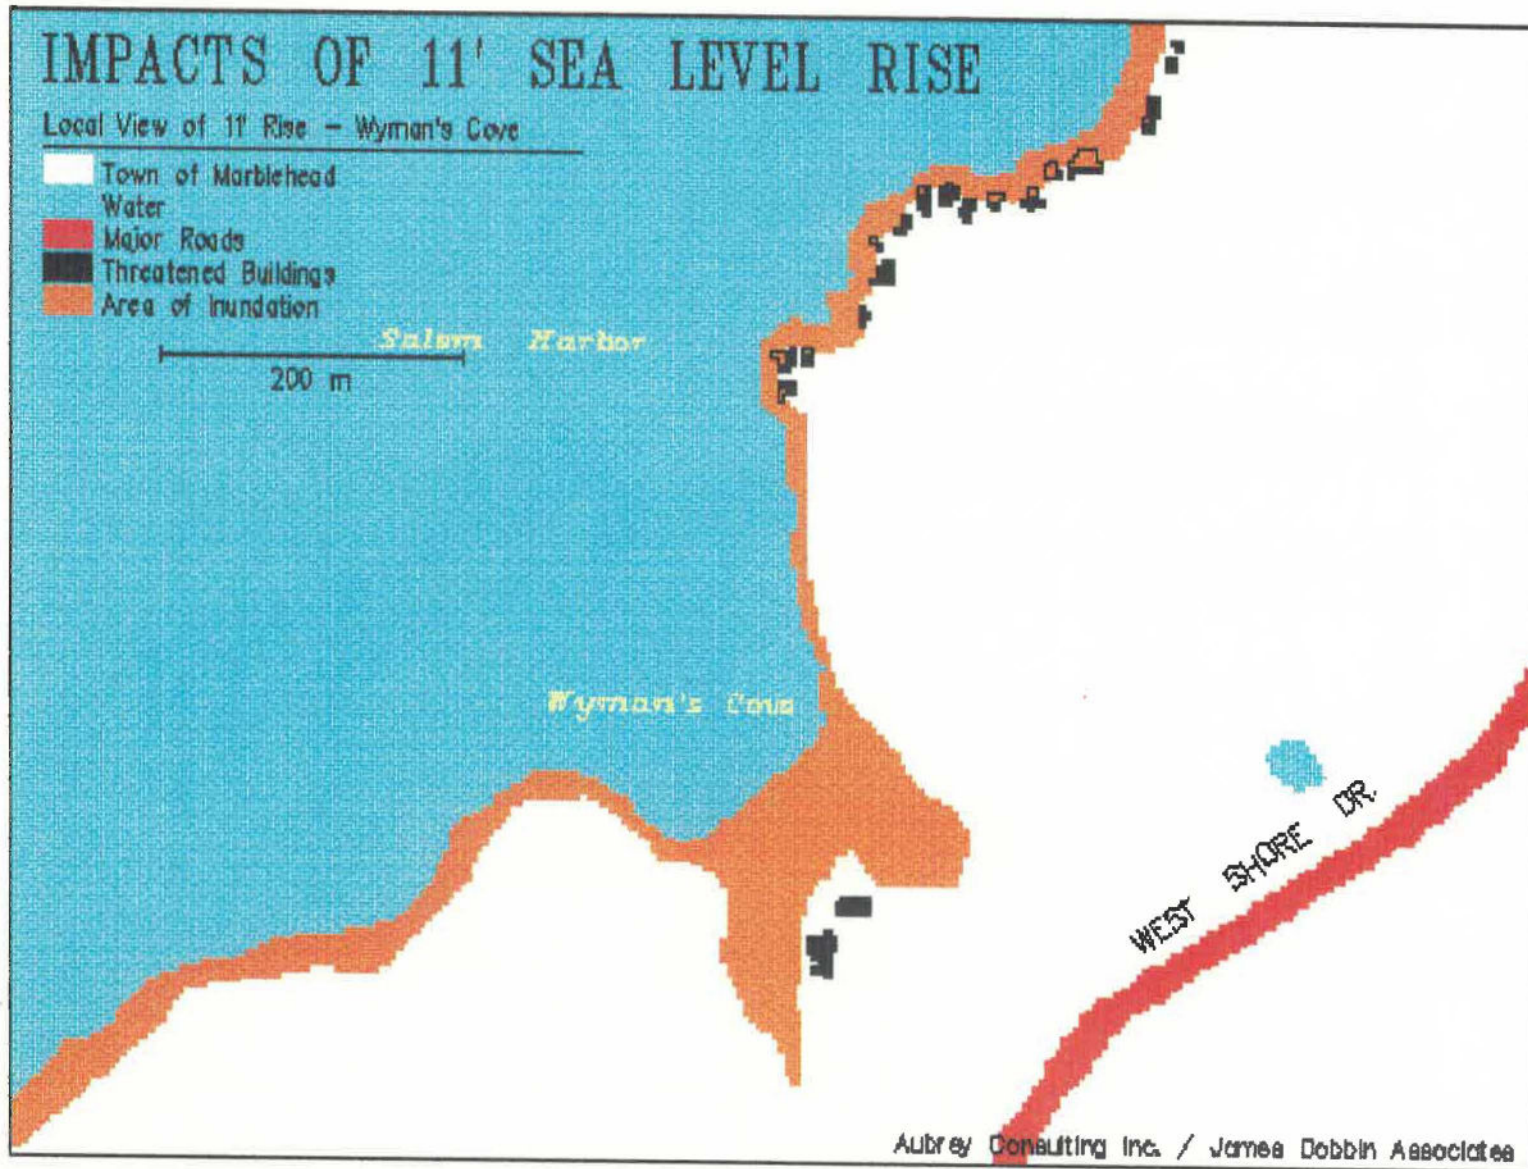 IMPACTS OF 11' SEA LEVEL RISE
Local View of 11' Rise - Wyman's Cove
Town of Marblehead
Water
Major Roads
Threatened Buildings
Area of Inundation
Salem Harbor
200 m
Wyman's Cove
WEST SHORE DR.
Aubrey Consulting Inc. / James Dobbin Associates